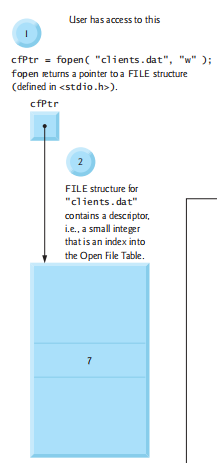 User has access to this
1
cfPtr = fopen( "clients.dat", "w" );
fopen returns a pointer to a FILE structure
(defined in <stdio.h>).
cfPtr
2
FILE structure for
"clients.dat"
contains a descriptor,
i.e., a small integer
that is an index into
the Open File Table.
7